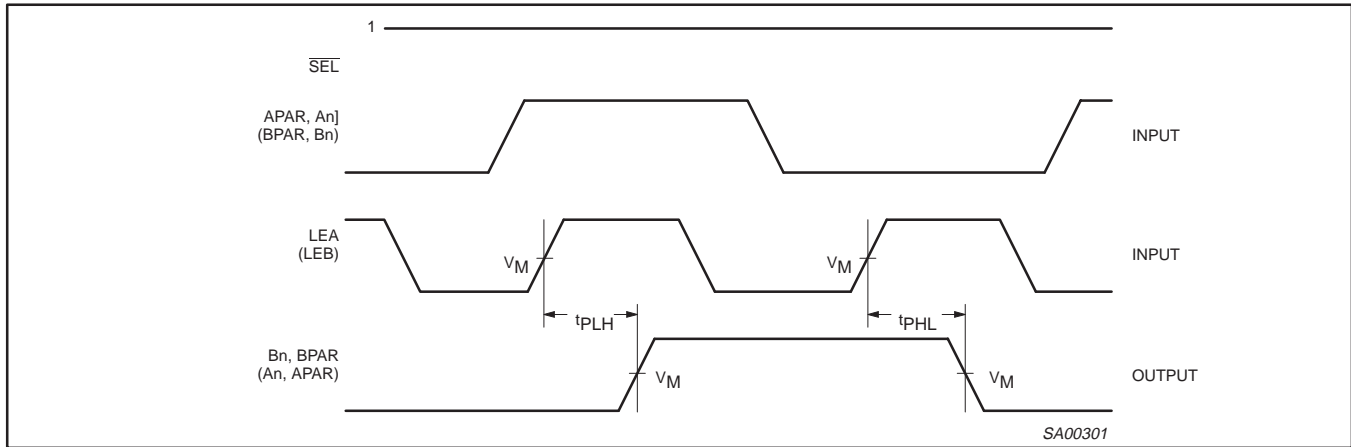 1
SEL
APAR, An]
(BPAR, Bn)
INPUT
LEA
(LEB)
VM
VM
INPUT
tPLH
tPHL
Bn, BPAR
(An, APAR)
VM
VM
OUTPUT
SA00301